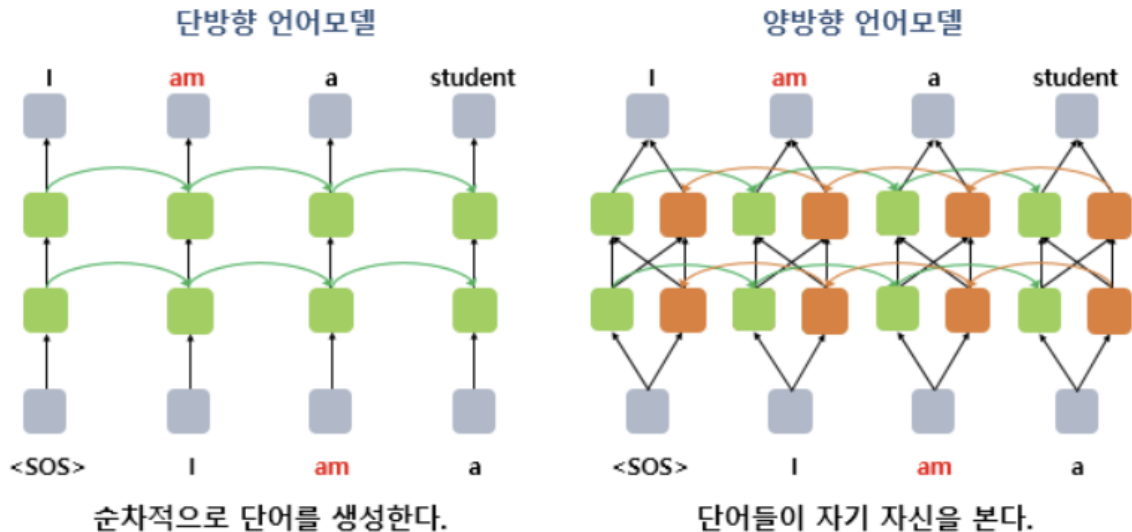 단방향 언어모델
I am a student
<SOS> I am a
순차적으로 단어를 생성한다.
양방향 언어모델
I am a student
<SOS> I am a
단어들이 자기 자신을 본다.